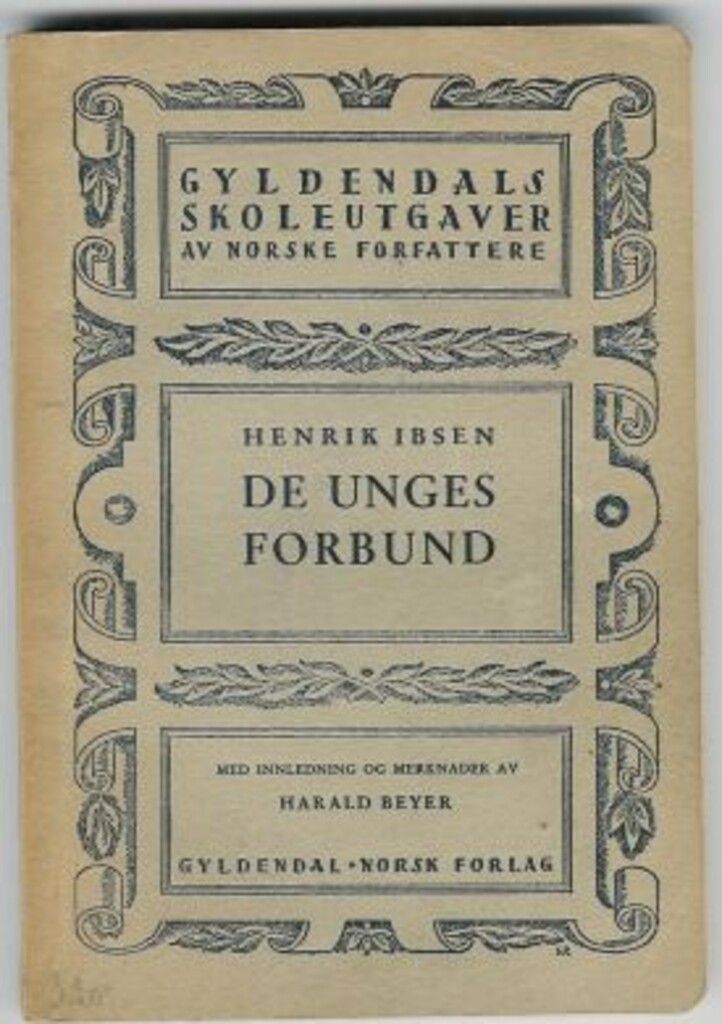 GYLDENDALS
SKOLEUTGAVER
AV NORSKE FORFATTERE
HENRIK IBSEN
DE UNGES
FORBUND
MED INNLEDNING OG MERKNADER AV
HARALD BEYER
GYLDENDAL • NORSK FORLAG